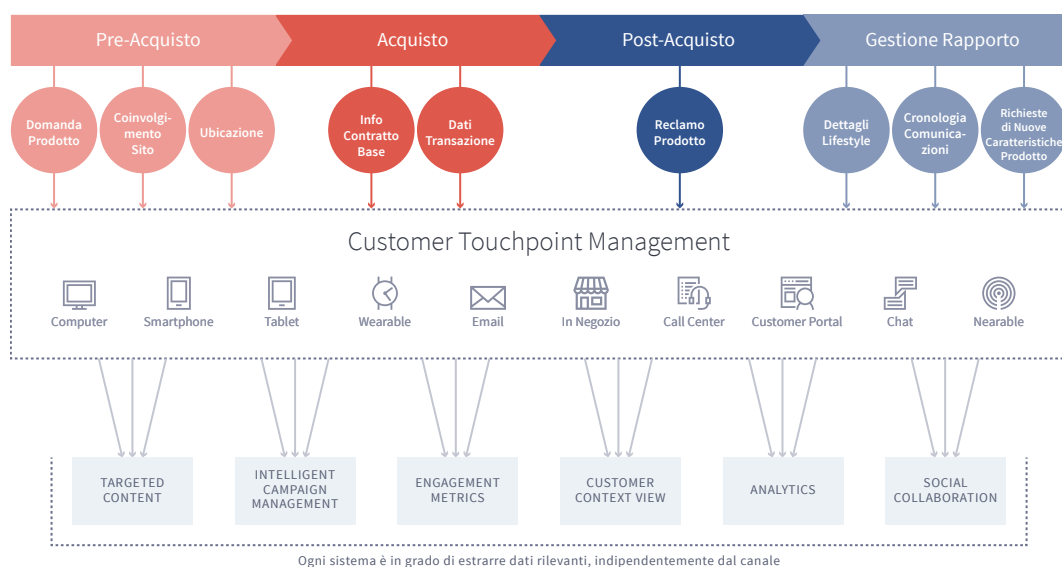 Pre-Acquisto
Acquisto
Post-Acquisto
Gestione Rapporto
Domanda
Prodotto
Coinvolgi-
mento
Sito
Ubicazione
Info
Contratto
Base
Dati
Transazione
Reclamo
Prodotto
Dettagli
Lifestyle
Cronologia
Comunica-
zioni
Richieste
di Nuove
Caratteristiche
Prodotto
Customer Touchpoint Management
Computer
Smartphone
Tablet
Wearable
Email
In Negozio
Call Center
Customer Portal
Chat
Nearable
TARGETED
CONTENT
INTELLIGENT
CAMPAIGN
MANAGEMENT
ENGAGEMENT
METRICS
CUSTOMER
CONTEXT VIEW
ANALYTICS
SOCIAL
COLLABORATION
Ogni sistema è in grado di estrarre dati rilevanti, indipendentemente dal canale